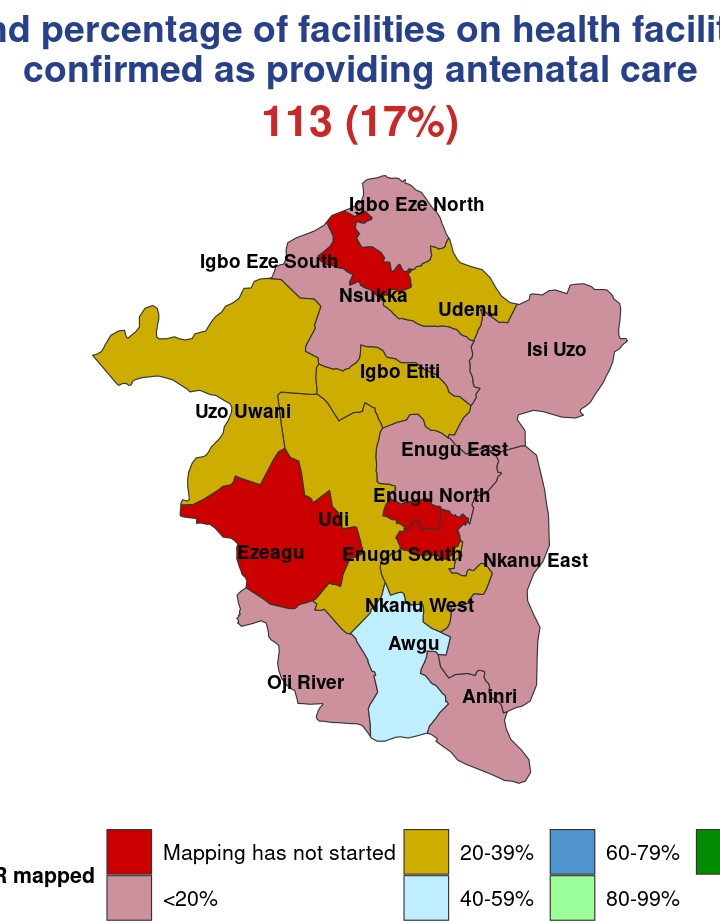 percentage of facilities on health
confirmed as providing antenatal care
113 (17%)
Igbo Eze North
Igbo Eze South
Nsukka
Udenu
Isi Uzo
Igbo Etiti
Uzo Uwani
Enugu East
Enugu North
Udi
Ezeagu
Enugu South
Nkanu East
Nkanu West
Awgu
Oji River
Aninri
mapped
Mapping has not started
20-39%
60-79%
<20%
40-59%
80-99%